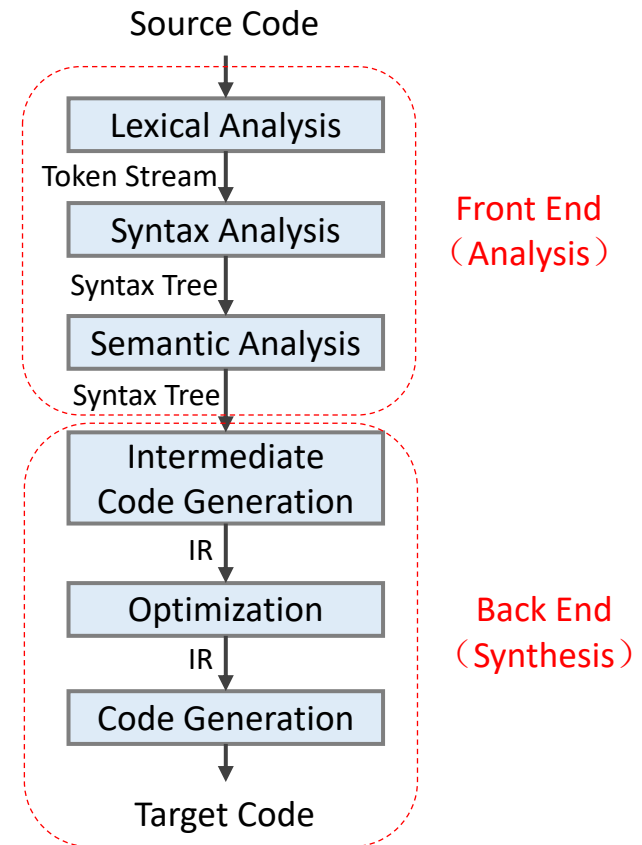 Source Code
Lexical Analysis
Token Stream
Syntax Analysis
Syntax Tree
Semantic Analysis
Syntax Tree
Front End
（Analysis）
Intermediate
Code Generation
IR
Optimization
IR
Code Generation
Target Code
Back End
（Synthesis）